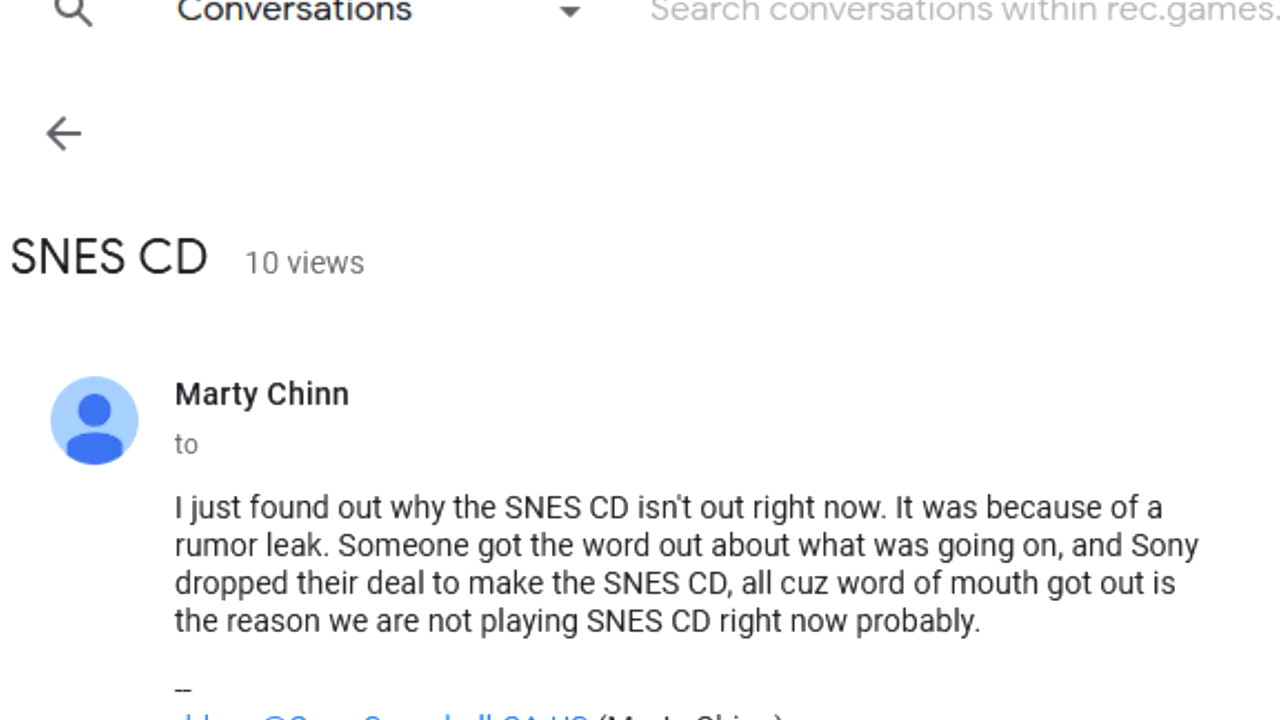 Conversations Search conversations within rec.games.
SNES CD 10 views
Marty Chinn
to
I just found out why the SNES CD isn't out right now. It was because of a
rumor leak. Someone got the word out about what was going on, and Sony
dropped their deal to make the SNES CD, all cuz word of mouth got out is
the reason we are not playing SNES CD right now probably.
--
(Marty Chinn)